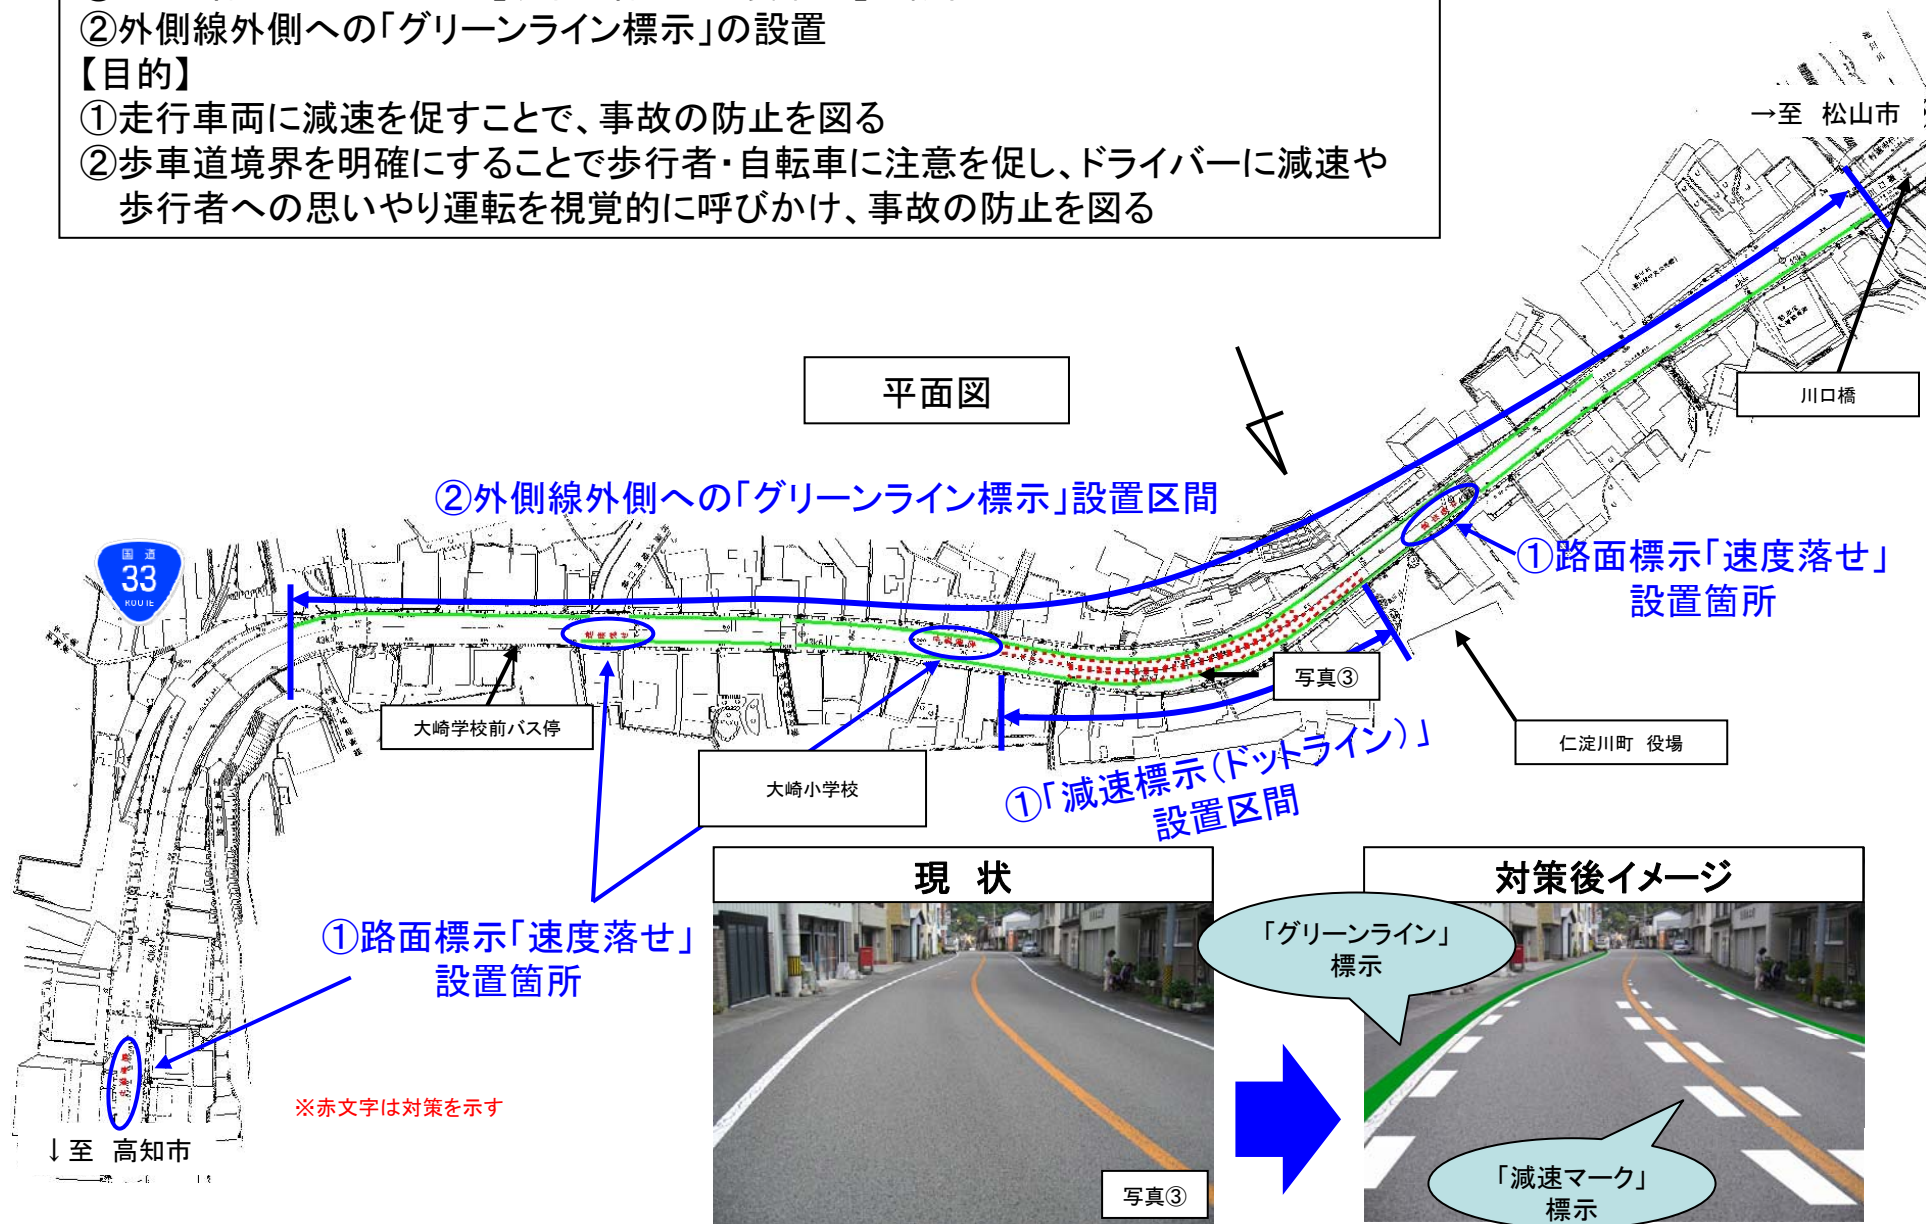 ②外側線外側への「グリーンライン標示」の設置
【目的】
①走行車両に減速を促すことで、事故の防止を図る
②歩車道境界を明確にすることで歩行者・自転車に注意を促し、ドライバーに減速や
歩行者への思いやり運転を視覚的に呼びかけ、事故の防止を図る
→至 松山市
平面図
川口橋
②外側線外側への「グリーンライン標示」設置区間
国道
33
ROUTE
①路面標示「速度落せ」
設置箇所
写真③
大崎学校前バス停
仁淀川町 役場
大崎小学校
①「減速標示(ドットライン)」
設置区間
現 状
対策後イメージ
①路面標示「速度落せ」
設置箇所
「グリーンライン」
標示
※赤文字は対策を示す
↓至 高知市
写真③
「減速マーク」
標示